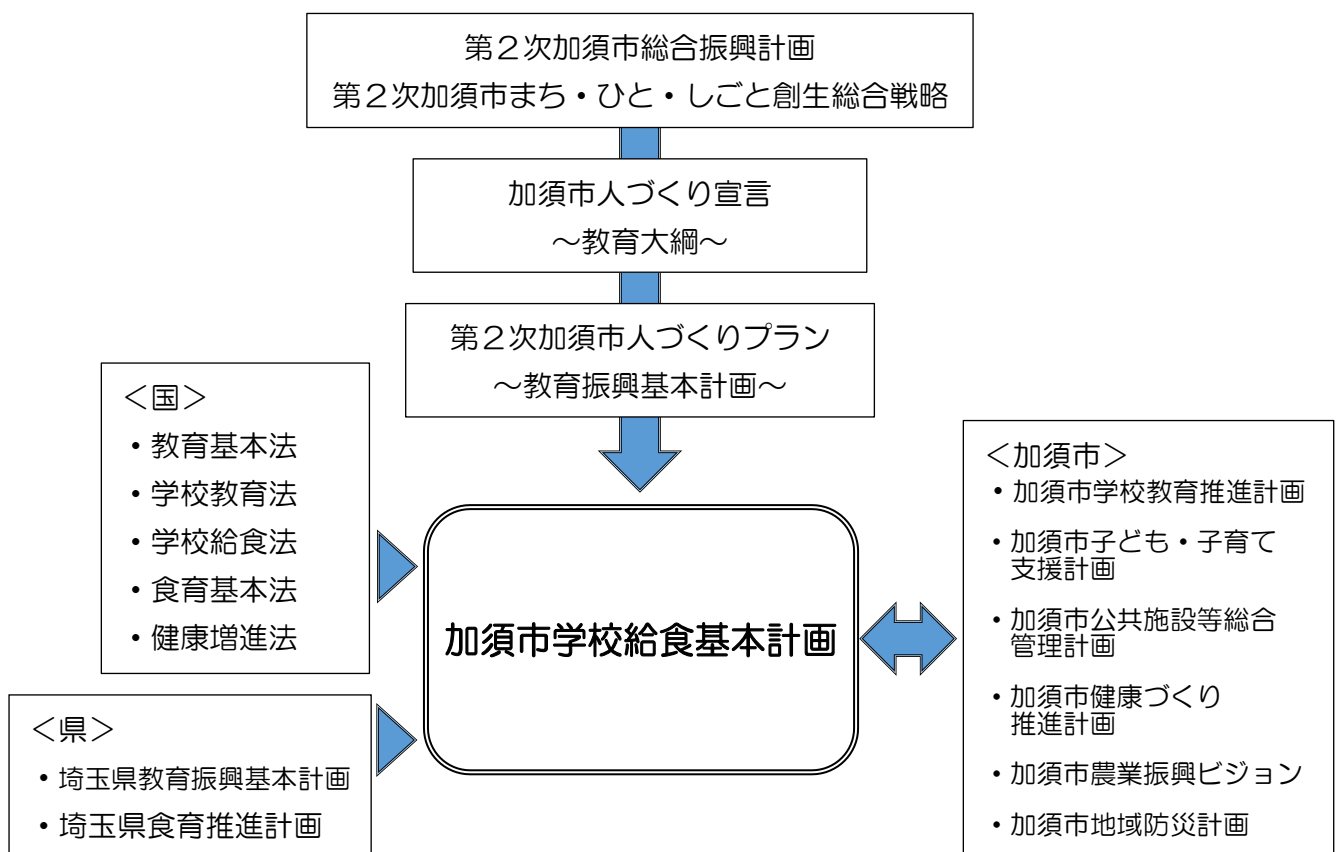 第2次加須市総合振興計画
第2次加須市まち・ひと・しごと創生総合戦略
加須市人づくり宣言
～教育大綱～
第2次加須市人づくりプラン
～教育振興基本計画～
＜国＞
・教育基本法
・学校教育法
・学校給食法
・食育基本法
・健康増進法
＜県＞
・埼玉県教育振興基本計画
・埼玉県食育推進計画
加須市学校給食基本計画
＜加須市＞
・加須市学校教育推進計画
・加須市子ども・子育て
支援計画
・加須市公共施設等総合
管理計画
・加須市健康づくり
推進計画
・加須市農業振興ビジョン
・加須市地域防災計画